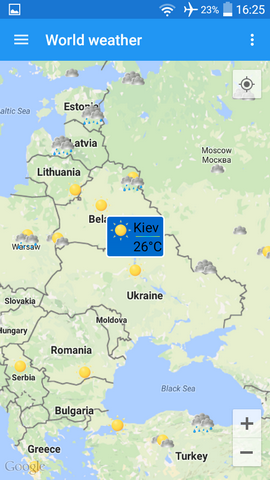 23% 16:25
World weather
altic Sea
Estonia
Latvia
Moscow
Москва
Lithuania
Bela
Kiev
26°C
Warsaw
Ukraine
Slovakia
Hungary
Moldova
Romania
Serbia
Black Sea
Bulgaria
Greece
Turkey
Google